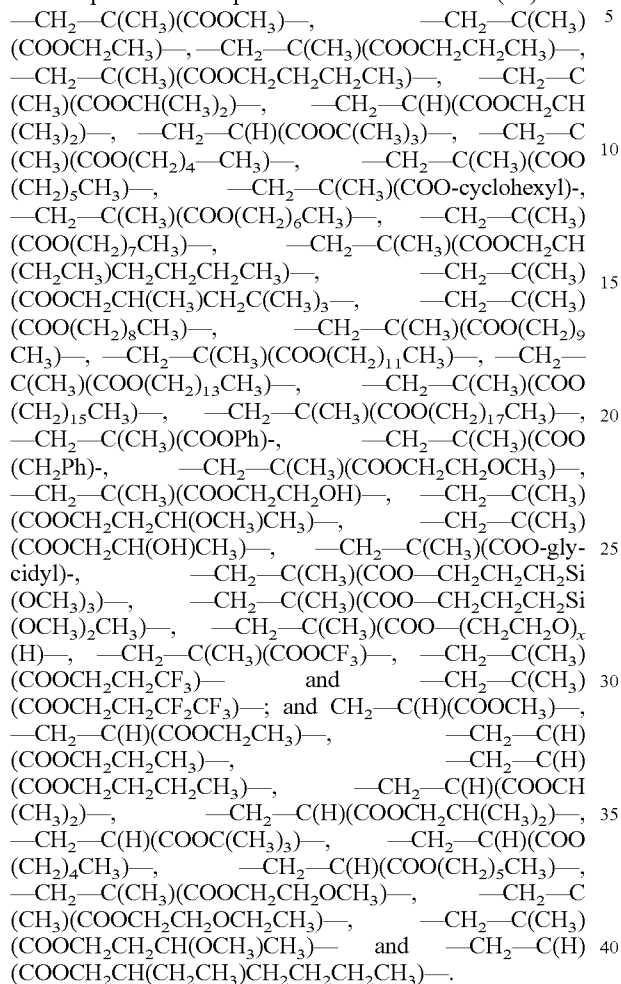 —CH₂—C(CH₃)(COOCH₃)—, —CH₂—C(CH₃) 5
(COOCH₂CH₃)—, —CH₂—C(CH₃)(COOCH₂CH₂CH₃)—,
—CH₂—C(CH₃)(COOCH₂CH₂CH₂CH₃)—, —CH₂—C
(CH₃)(COOCH(CH₃)₂)—, —CH₂—C(H)(COOCH₂CH
(CH₃)₂)—, —CH₂—C(H)(COOC(CH₃)₃)—, —CH₂—C
(CH₃)(COO(CH₂)₄—CH₃)—, —CH₂—C(CH₃)(COO 10
(CH₂)₅CH₃)—, —CH₂—C(CH₃)(COO-cyclohexyl)-,
—CH₂—C(CH₃)(COO(CH₂)₆CH₃)—, —CH₂—C(CH₃)
(COO(CH₂)₇CH₃)—, —CH₂—C(CH₃)(COOCH₂CH
(CH₂CH₃)CH₂CH₂CH₂CH₃)—, —CH₂—C(CH₃) 15
(COOCH₂CH(CH₃)CH₂C(CH₃)₃)—, —CH₂—C(CH₃)
(COO(CH₂)₈CH₃)—, —CH₂—C(CH₃)(COO(CH₂)₉
CH₃)—, —CH₂—C(CH₃)(COO(CH₂)₁₁CH₃)—, —CH₂—
C(CH₃)(COO(CH₂)₁₃CH₃)—, —CH₂—C(CH₃)(COO
(CH₂)₁₅CH₃)—, —CH₂—C(CH₃)(COO(CH₂)₁₇CH₃)—, 20
—CH₂—C(CH₃)(COOPh)-, —CH₂—C(CH₃)(COO
(CH₂Ph)-, —CH₂—C(CH₃)(COOCH₂CH₂OCH₃)—,
—CH₂—C(CH₃)(COOCH₂CH₂OH)—, —CH₂—C(CH₃)
(COOCH₂CH₂CH(OCH₃)CH₃)—, —CH₂—C(CH₃)
(COOCH₂CH(OH)CH₃)—, —CH₂—C(CH₃)(COO-gly- 25
cidyl)-, —CH₂—C(CH₃)(COO—CH₂CH₂CH₂Si
(OCH₃)₃)—, —CH₂—C(CH₃)(COO—CH₂CH₂CH₂Si
(OCH₃)₂CH₃)—, —CH₂—C(CH₃)(COO—(CH₂CH₂O)ₓ
(H)—, —CH₂—C(CH₃)(COOCF₃)—, —CH₂—C(CH₃)
(COOCH₂CH₂CF₃)— and —CH₂—C(CH₃) 30
(COOCH₂CH₂CF₂CF₃)—; and CH₂—C(H)(COOCH₃)—,
—CH₂—C(H)(COOCH₂CH₃)—, —CH₂—C(H)
(COOCH₂CH₂CH₃)—, —CH₂—C(H)
(COOCH₂CH₂CH₂CH₃)—, —CH₂—C(H)(COOCH
(CH₃)₂)—, —CH₂—C(H)(COOCH₂CH(CH₃)₂)—, 35
—CH₂—C(H)(COOC(CH₃)₃)—, —CH₂—C(H)(COO
(CH₂)₄CH₃)—, —CH₂—C(H)(COO(CH₂)₅CH₃)—,
—CH₂—C(CH₃)(COOCH₂CH₂OCH₃)—, —CH₂—C
(CH₃)(COOCH₂CH₂OCH₂CH₃)—, —CH₂—C(CH₃)
(COOCH₂CH₂CH(OCH₃)CH₃)— and —CH₂—C(H) 40
(COOCH₂CH(CH₂CH₃)CH₂CH₂CH₂CH₃)—.